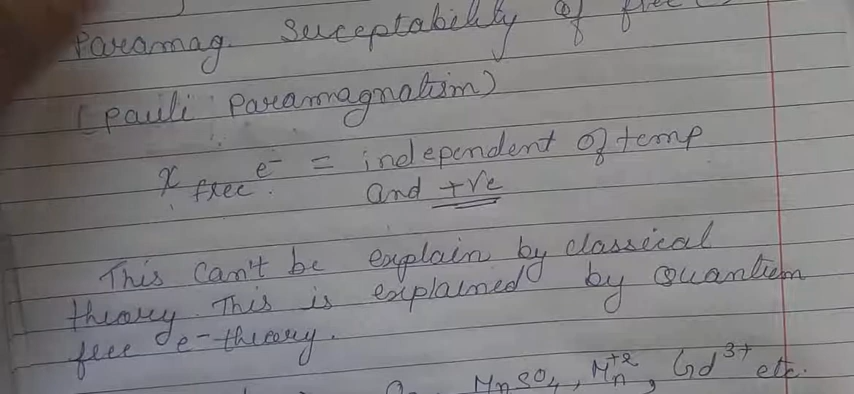 Paramag. Suceptability of free
(Pauli Paramagnatism)
χ free e⁻ = independent of temp
and +ve
This can't be explain by classical
theory. This is explained by Quantum
free e-theory.
MnSO₄, Mn⁺², Gd³⁺ etc.